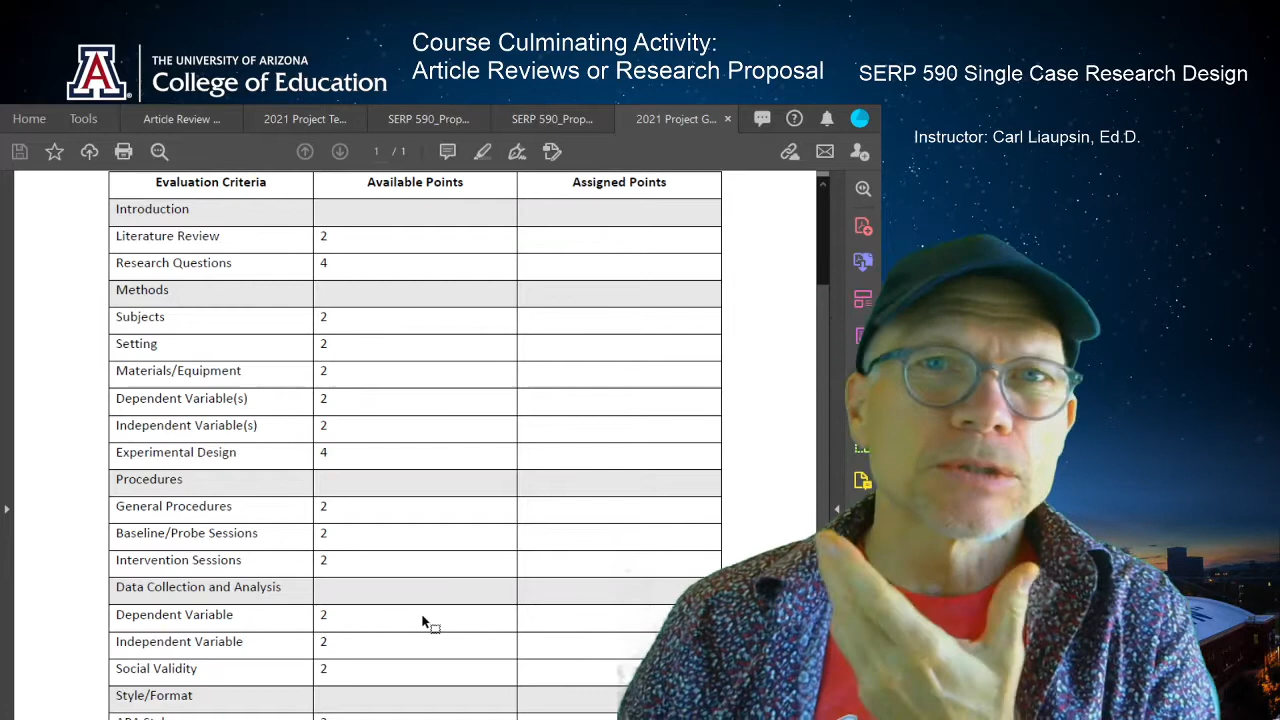 THE UNIVERSITY OF ARIZONA
College of Education
Course Culminating Activity:
Article Reviews or Research Proposal
SERP 590 Single Case Research Design
Instructor: Carl Liaupsin, Ed.D.
Home Tools Article Review ... 2021 Project Te... SERP 590_Prop... SERP 590_Prop... 2021 Project G... ×
1 / 1
Evaluation Criteria Available Points Assigned Points
Introduction
Literature Review 2
Research Questions 4
Methods
Subjects 2
Setting 2
Materials/Equipment 2
Dependent Variable(s) 2
Independent Variable(s) 2
Experimental Design 4
Procedures
General Procedures 2
Baseline/Probe Sessions 2
Intervention Sessions 2
Data Collection and Analysis
Dependent Variable 2
Independent Variable 2
Social Validity 2
Style/Format